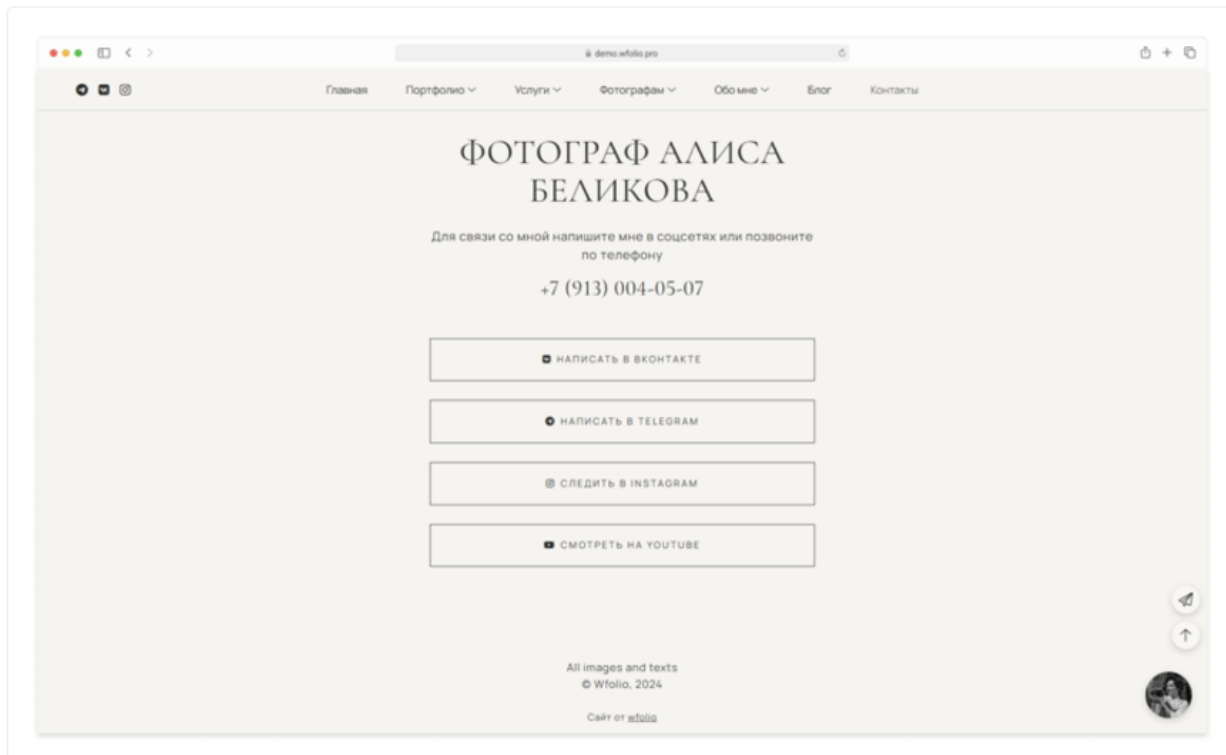 demo.wfolio.pro
Главная Портфолио Услуги Фотографам Обо мне Блог Контакты
ФОТОГРАФ АЛИСА
БЕЛИКОВА
Для связи со мной напишите мне в соцсетях или позвоните
по телефону
+7 (913) 004-05-07
НАПИСАТЬ В ВКОНТАКТЕ
НАПИСАТЬ В TELEGRAM
СЛЕДИТЬ В INSTAGRAM
СМОТРЕТЬ НА YOUTUBE
All images and texts
© Wfolio, 2024
Сайт от wfolio